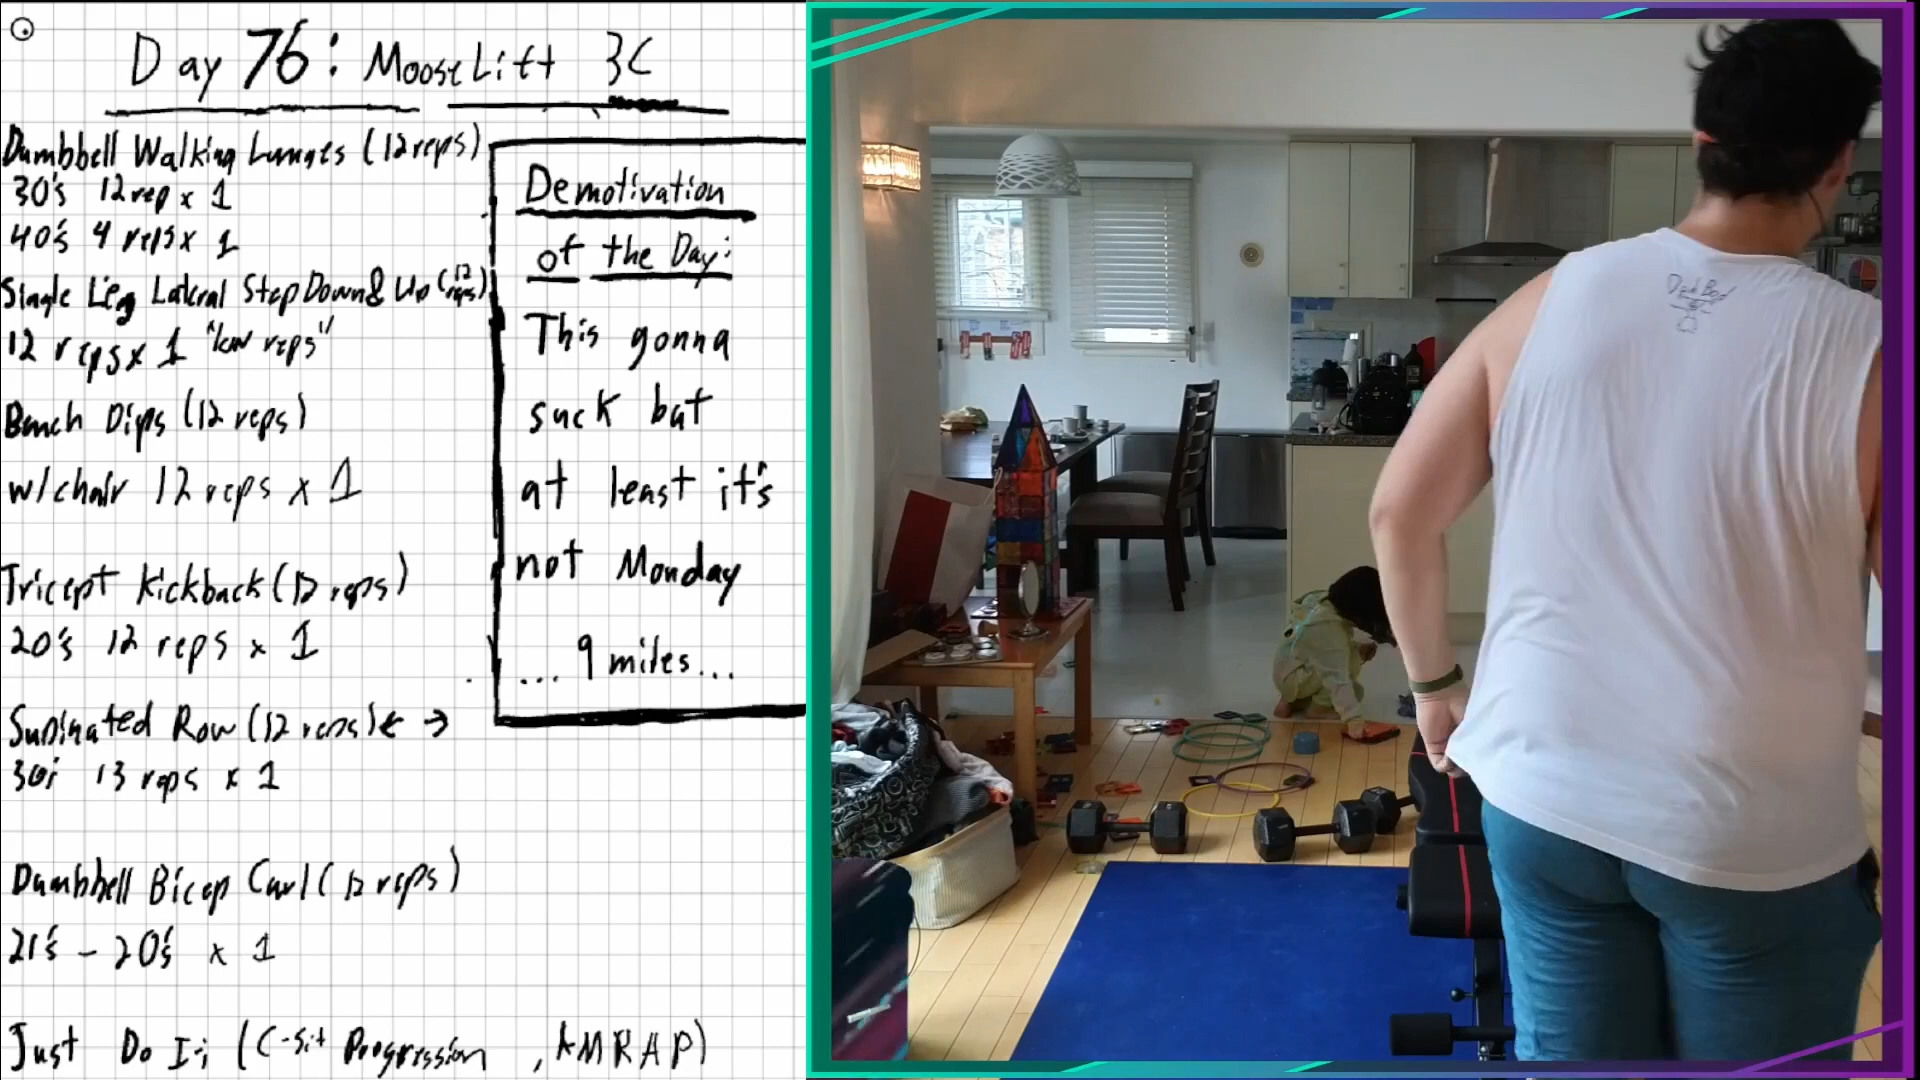 Day 76: MooseLift 3C
Dumbbell Walking Lunges (12 reps)
30's 12 rep x 1
40's 4 reps x 1
Single Leg Lateral Step Down & Up (12 reps)
12 reps x 1 "low reps"
Bench Dips (12 reps)
w/chair 12 reps x 1
Tricept Kickback (12 reps)
20's 12 reps x 1
Supinated Row (12 reps) ← →
30's 13 reps x 1
Dumbbell Bicep Curl (12 reps)
21's - 20's x 1
Just Do It; (C-sit Progression, AMRAP)
Demotivation
of the Day:
This gonna
suck but
at least it's
not Monday
... 9 miles...
Dad Bod